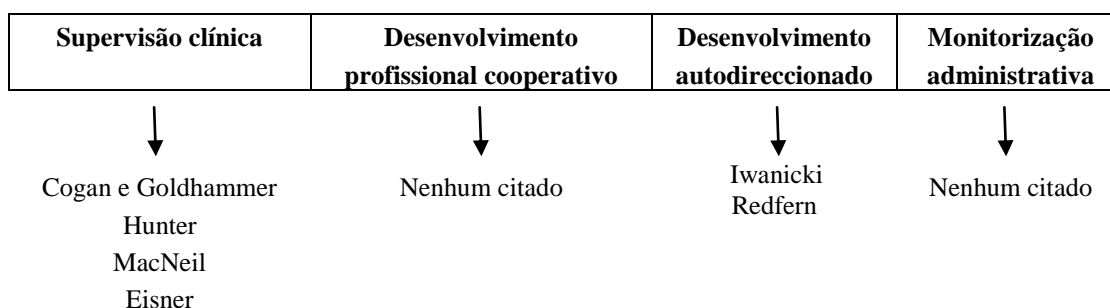 Supervisão clínica
Desenvolvimento
profissional cooperativo
Desenvolvimento
autodireccionado
Monitorização
administrativa
Cogan e Goldhammer
Hunter
MacNeil
Eisner
Nenhum citado
Iwanicki
Redfern
Nenhum citado